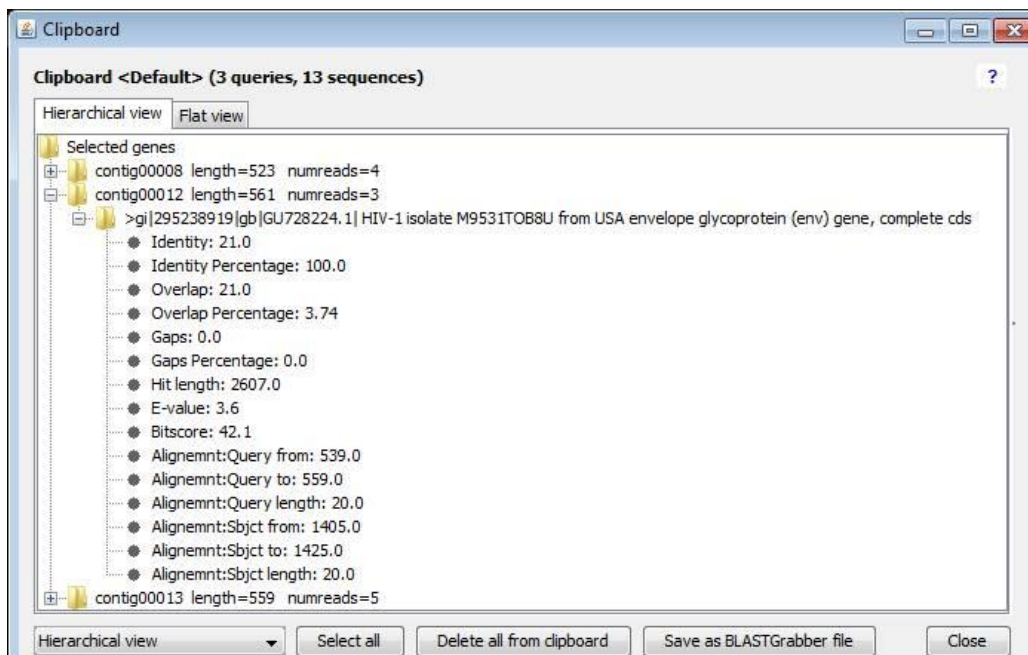 Clipboard
Clipboard <Default> (3 queries, 13 sequences)
?
Hierarchical view Flat view
Selected genes
contig00008 length=523 numreads=4
contig00012 length=561 numreads=3
>gi|295238919|gb|GU728224.1| HIV-1 isolate M9531TOB8U from USA envelope glycoprotein (env) gene, complete cds
Identity: 21.0
Identity Percentage: 100.0
Overlap: 21.0
Overlap Percentage: 3.74
Gaps: 0.0
Gaps Percentage: 0.0
Hit length: 2607.0
E-value: 3.6
Bitscore: 42.1
Alignemnt:Query from: 539.0
Alignemnt:Query to: 559.0
Alignemnt:Query length: 20.0
Alignemnt:Sbjct from: 1405.0
Alignemnt:Sbjct to: 1425.0
Alignemnt:Sbjct length: 20.0
contig00013 length=559 numreads=5
Hierarchical view Select all Delete all from clipboard Save as BLASTGrabber file Close